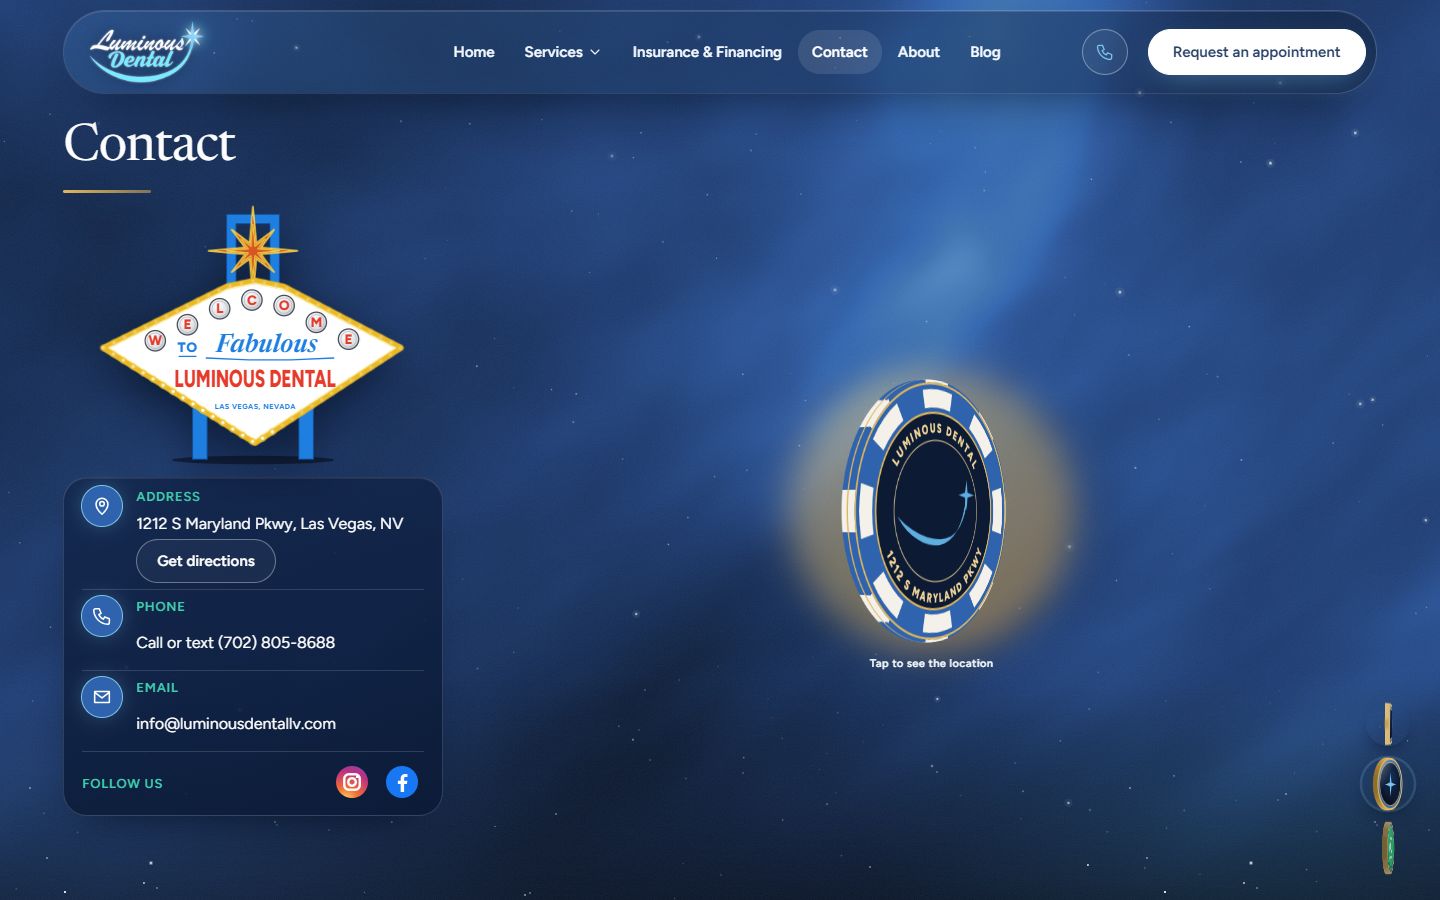 Luminous
Dental
Home
Services
Insurance & Financing
Contact
About
Blog
Request an appointment
Contact
WELCOME
TO Fabulous
LUMINOUS DENTAL
LAS VEGAS, NEVADA
ADDRESS
1212 S Maryland Pkwy, Las Vegas, NV
Get directions
PHONE
Call or text (702) 805-8688
EMAIL
info@luminousdentallv.com
FOLLOW US
LUMINOUS DENTAL
1212 S MARYLAND PKWY
Tap to see the location